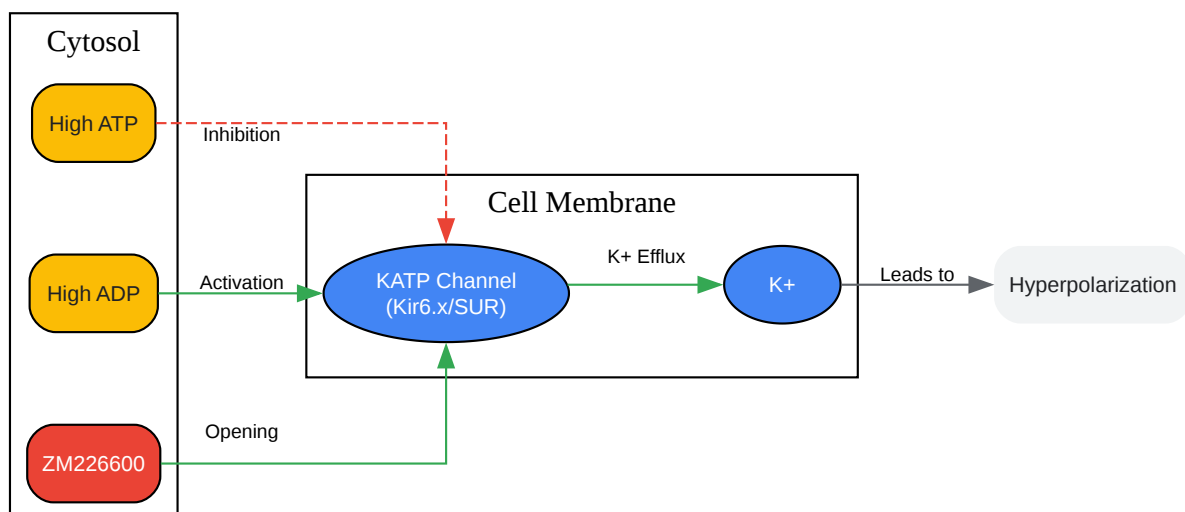 Cytosol
High ATP
Inhibition
Cell Membrane
High ADP
Activation
KATP Channel
(Kir6.x/SUR)
K+ Efflux
K+
Leads to
Hyperpolarization
ZM226600
Opening